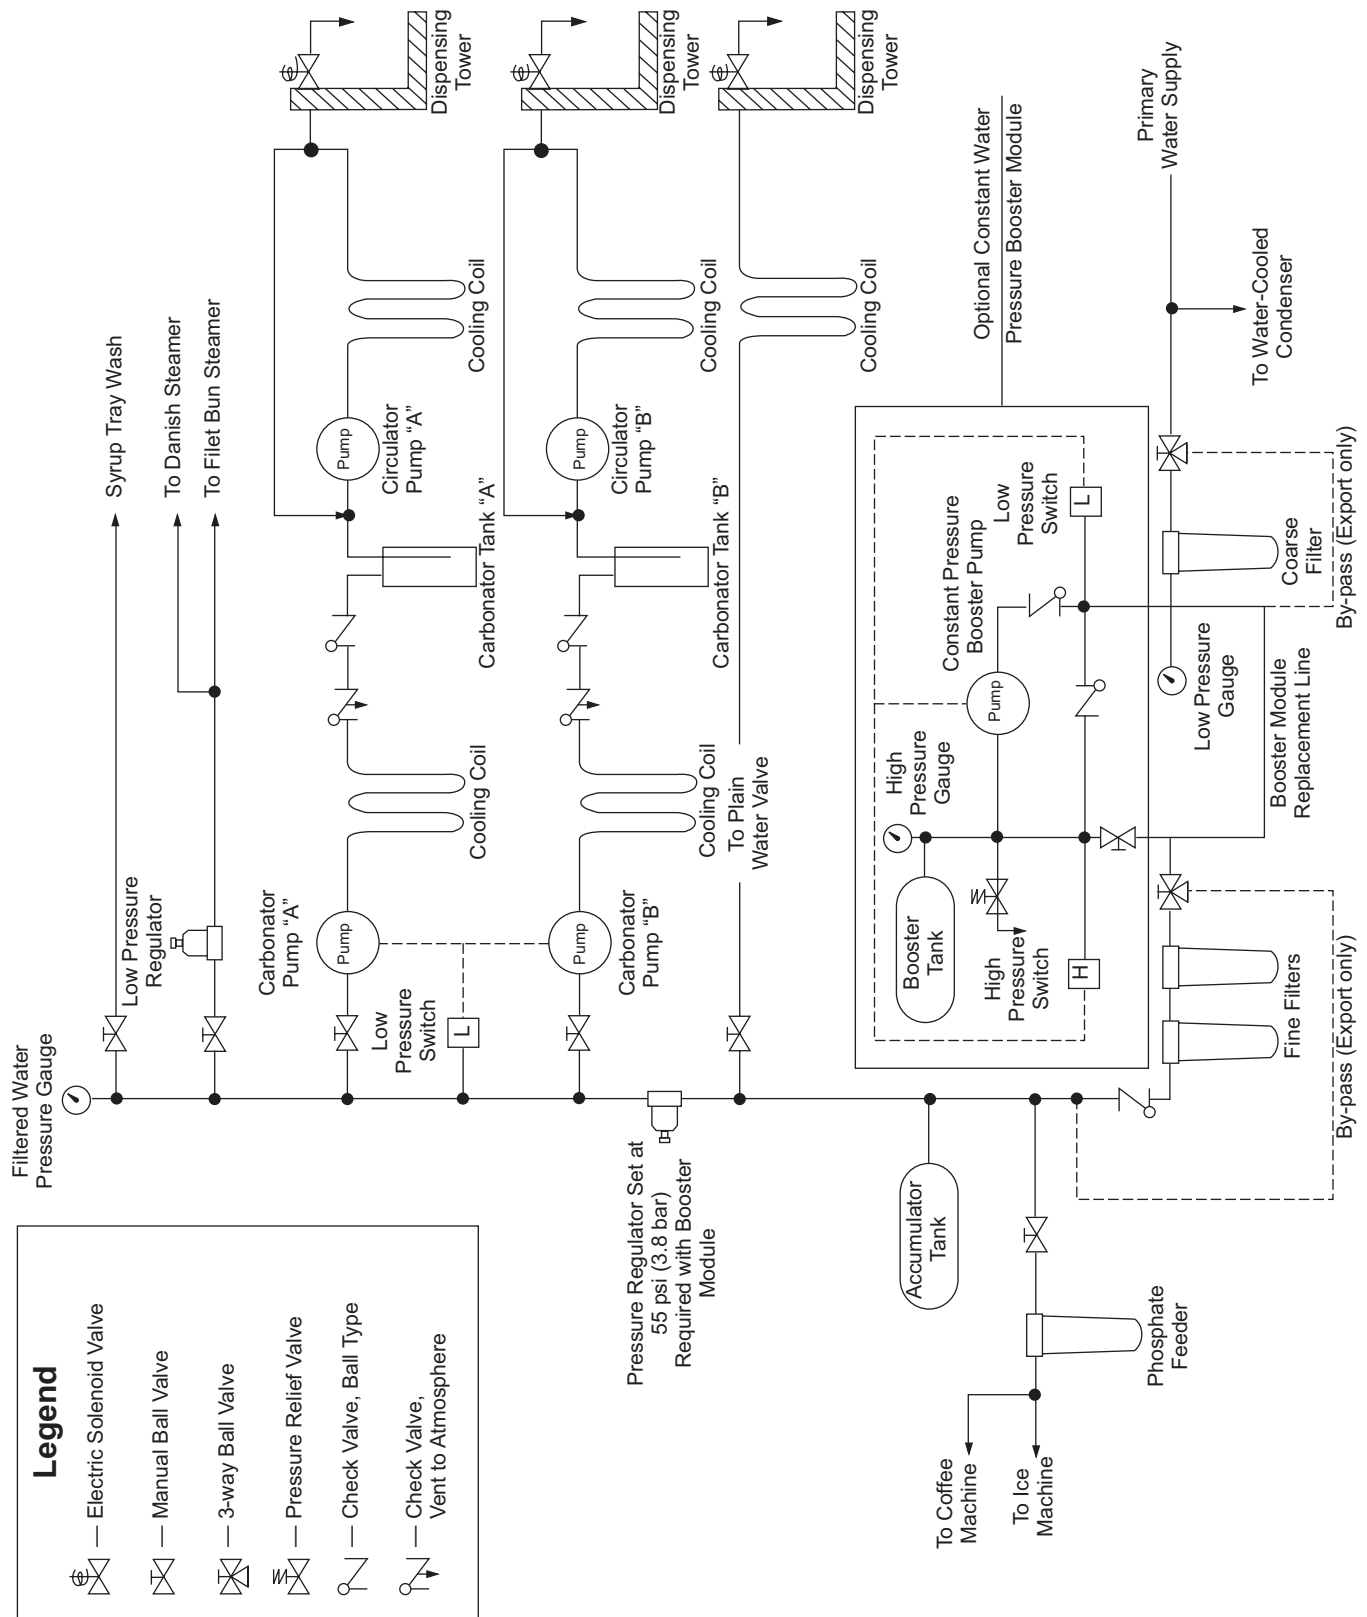 Legend
Electric Solenoid Valve
Manual Ball Valve
3-way Ball Valve
Pressure Relief Valve
Check Valve, Ball Type
Check Valve,
Vent to Atmosphere
Filtered Water
Pressure Gauge
Syrup Tray Wash
Low Pressure
Regulator
To Danish Steamer
To Filet Bun Steamer
Carbonator
Pump “A”
Pump
Cooling Coil
Carbonator Tank “A”
Circulator
Pump “A”
Pump
Cooling Coil
Dispensing
Tower
Low
Pressure
Switch
L
Carbonator
Pump “B”
Pump
Cooling Coil
Carbonator Tank “B”
Circulator
Pump “B”
Pump
Cooling Coil
Dispensing
Tower
Pressure Regulator Set at
55 psi (3.8 bar)
Required with Booster
Module
To Plain
Water Valve
Cooling Coil
Dispensing
Tower
Accumulator
Tank
Booster
Tank
High
Pressure
Gauge
Constant Pressure
Booster Pump
Pump
Low
Pressure
Switch
L
High
Pressure
Switch
H
Optional Constant Water
Pressure Booster Module
To Coffee
Machine
To Ice
Machine
Phosphate
Feeder
Fine Filters
Low Pressure
Gauge
Coarse
Filter
Primary
Water Supply
To Water-Cooled
Condenser
Booster Module
Replacement Line
By-pass (Export only)
By-pass (Export only)